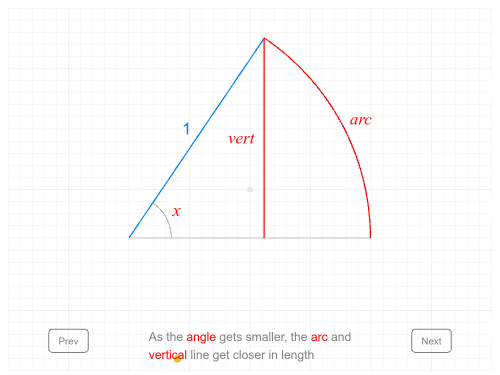 arc
1
vert
x
Prev
As the angle gets smaller, the arc and
vertical line get closer in length
Next